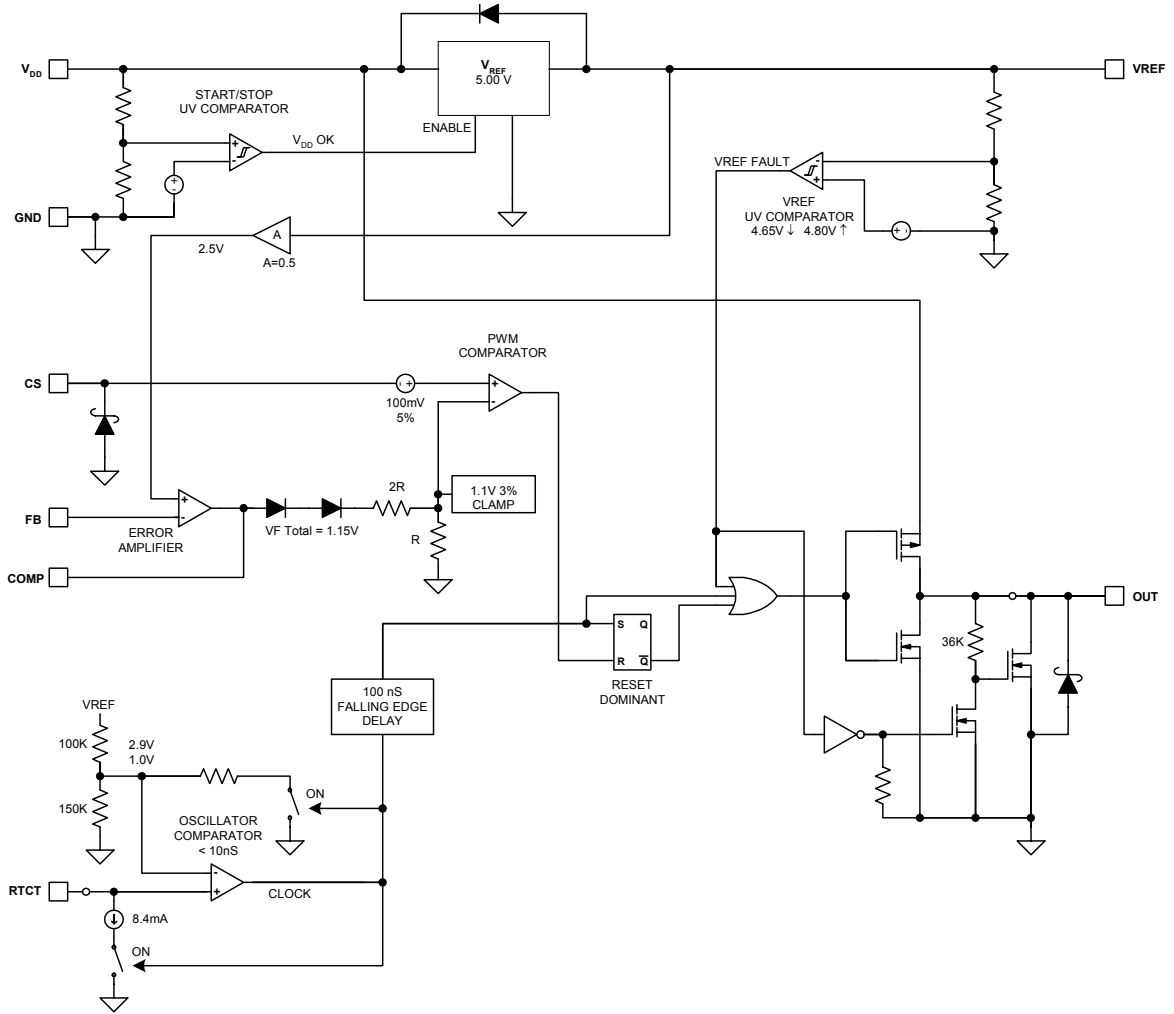 V_DD
V_REF
5.00 V
VREF
START/STOP
UV COMPARATOR
ENABLE
+
-
V_DD OK
+
-
VREF FAULT
-
+
GND
VREF
UV COMPARATOR
4.65V ↓ 4.80V ↑
+ -
2.5V
A
A=0.5
PWM
COMPARATOR
CS
- +
100mV
5%
+
-
2R
1.1V 3%
CLAMP
+
-
FB
VF Total = 1.15V
R
ERROR
AMPLIFIER
COMP
OUT
S Q
R Q̅
36K
RESET
DOMINANT
100 nS
FALLING EDGE
DELAY
VREF
100K
2.9V
1.0V
ON
150K
OSCILLATOR
COMPARATOR
< 10nS
-
+
RTCT
CLOCK
8.4mA
ON